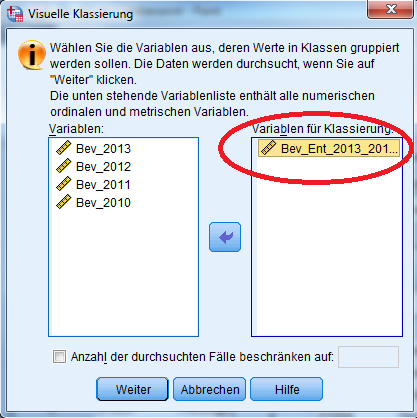 Visuelle Klassierung
Wählen Sie die Variablen aus, deren Werte in Klassen gruppiert
werden sollen. Die Daten werden durchsucht, wenn Sie auf
"Weiter" klicken.
Die unten stehende Variablenliste enthält alle numerischen
ordinalen und metrischen Variablen.
Variablen:
Bev_2013
Bev_2012
Bev_2011
Bev_2010
Variablen für Klassierung:
Bev_Ent_2013_201...
Anzahl der durchsuchten Fälle beschränken auf:
Weiter
Abbrechen
Hilfe